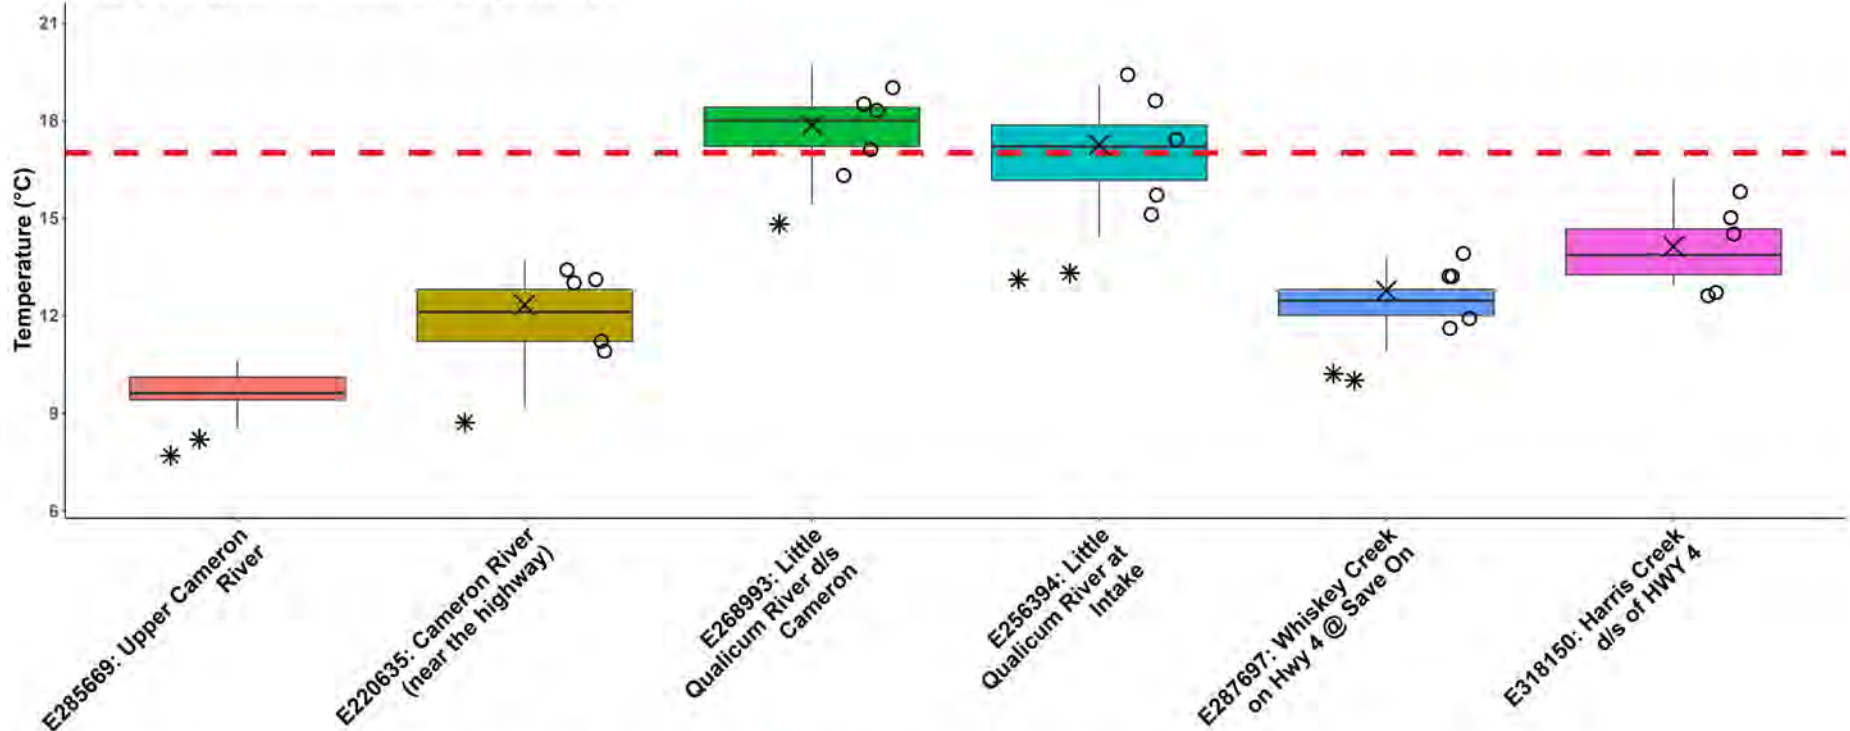 21
18
15
12
9
6
Temperature (°C)
E285669: Upper Cameron
River
E220635: Cameron River
(near the highway)
E268993: Little
Qualicum River d/s
Cameron
E256394: Little
Qualicum River at
Intake
E287697: Whiskey Creek
on Hwy 4 @ Save On
E318150: Harris Creek
d/s of HWY 4